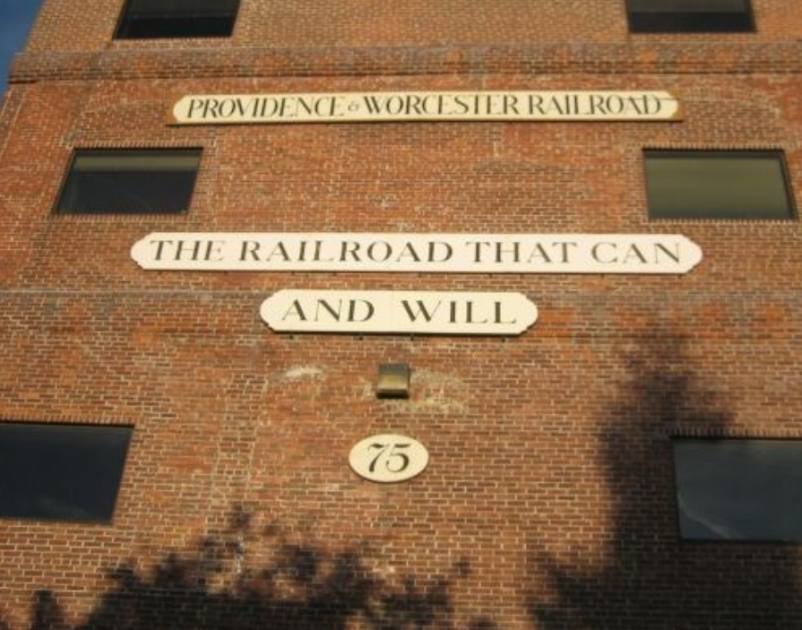 PROVIDENCE & WORCESTER RAILROAD
THE RAILROAD THAT CAN
AND WILL
75